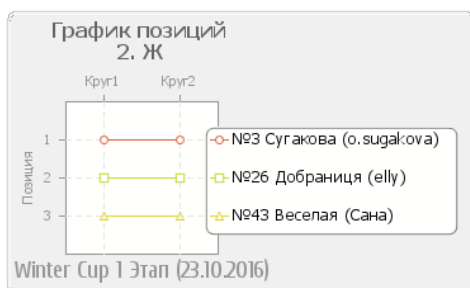 График позиций
2. Ж
Круг1 Круг2
Позиция
1
2
3
№3 Сугакова (o.sugakova)
№26 Добраниця (elly)
№43 Веселая (Сана)
Winter Cup 1 Этап (23.10.2016)